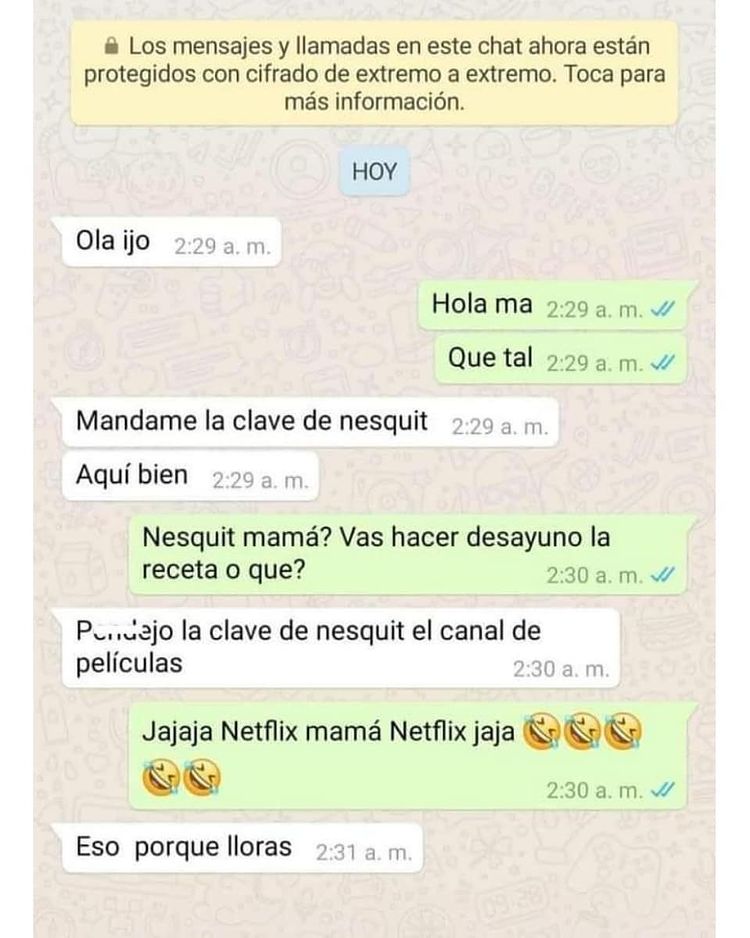 Los mensajes y llamadas en este chat ahora están
protegidos con cifrado de extremo a extremo. Toca para
más información.
HOY
Ola ijo 2:29 a. m.
Hola ma 2:29 a. m.
Que tal 2:29 a. m.
Mandame la clave de nesquit 2:29 a. m.
Aquí bien 2:29 a. m.
Nesquit mamá? Vas hacer desayuno la
receta o que? 2:30 a. m.
Pendejo la clave de nesquit el canal de
películas 2:30 a. m.
Jajaja Netflix mamá Netflix jaja 🤣🤣🤣
🤣🤣 2:30 a. m.
Eso porque lloras 2:31 a. m.